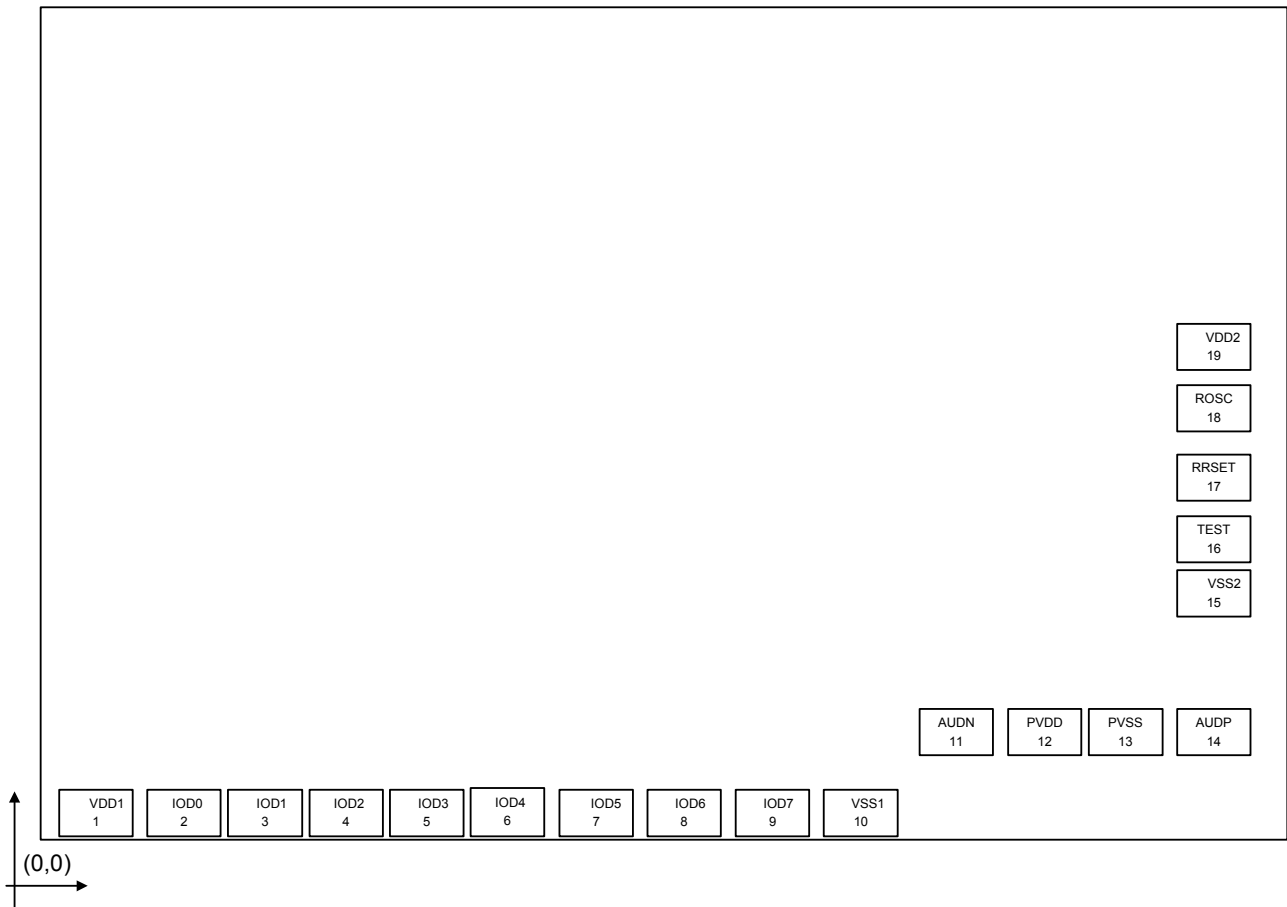 VDD2
19
ROSC
18
RRSET
17
TEST
16
VSS2
15
AUDN
11
PVDD
12
PVSS
13
AUDP
14
VDD1
1
IOD0
2
IOD1
3
IOD2
4
IOD3
5
IOD4
6
IOD5
7
IOD6
8
IOD7
9
VSS1
10
(0,0)